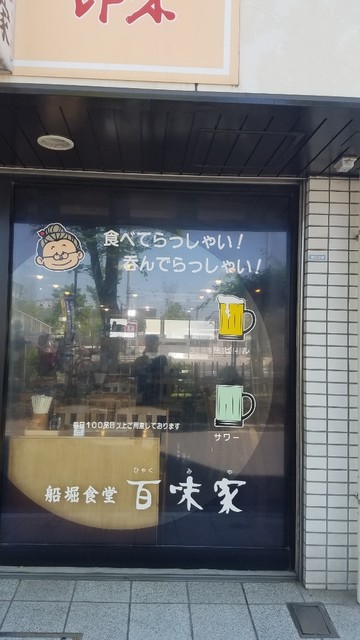 食べてらっしゃい！
呑んでらっしゃい！
生ビール
サワー
毎日100品目以上ご用意しております
ひゃく み や
船堀食堂 百味家